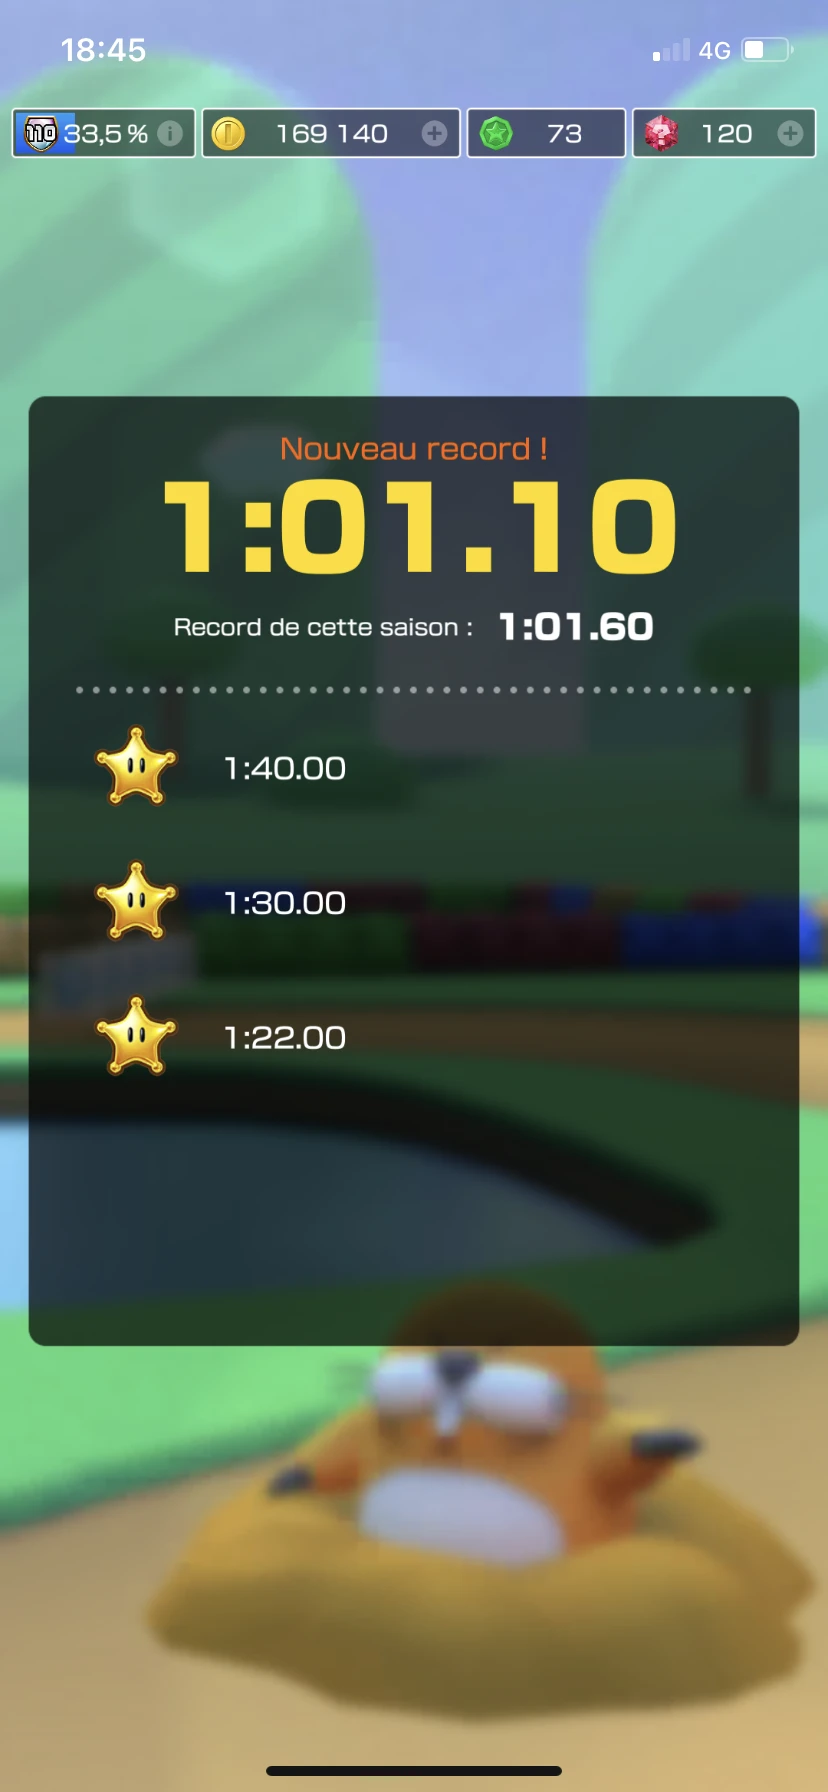 18:45 4G
110 33,5 % i 169 140 + 73 120 +
Nouveau record !
1:01.10
Record de cette saison : 1:01.60
1:40.00
1:30.00
1:22.00